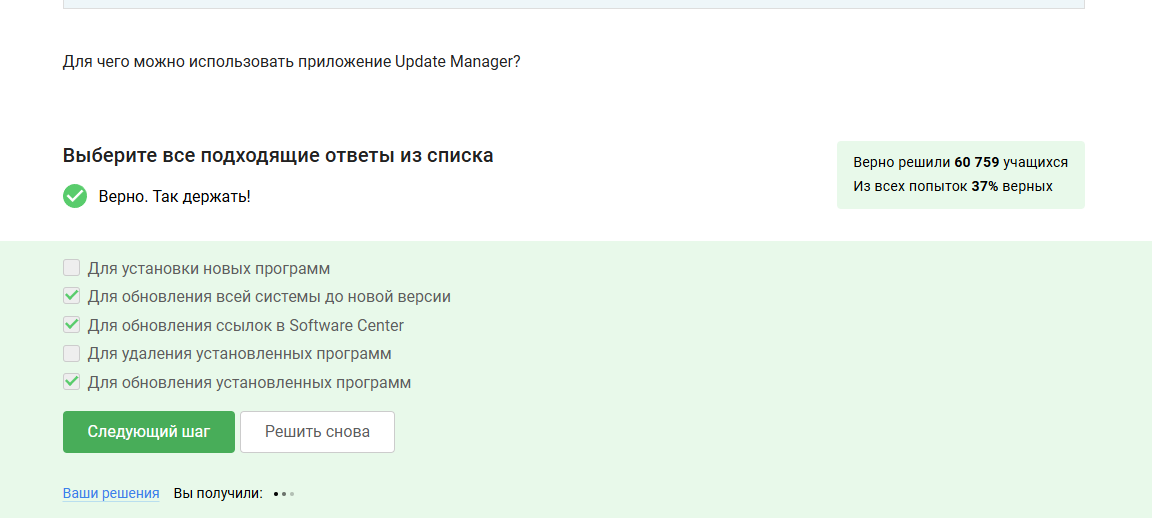 Для чего можно использовать приложение Update Manager?
Выберите все подходящие ответы из списка
Верно. Так держать!
Верно решили 60 759 учащихся
Из всех попыток 37% верных
Для установки новых программ
Для обновления всей системы до новой версии
Для обновления ссылок в Software Center
Для удаления установленных программ
Для обновления установленных программ
Следующий шаг
Решить снова
Ваши решения Вы получили: